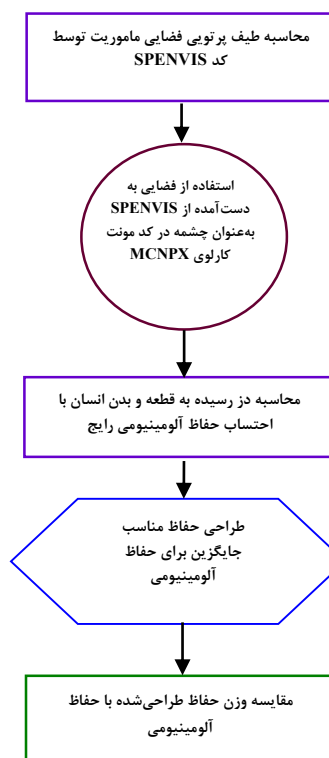 محاسبه طیف پرتویی فضایی ماموریت توسط
کد SPENVIS
استفاده از فضایی به
دست‌آمده از SPENVIS
به‌عنوان چشمه در کد مونت
کارلوی MCNPX
محاسبه دز رسیده به قطعه و بدن انسان با
احتساب حفاظ آلومینیومی رایج
طراحی حفاظ مناسب
جایگزین برای حفاظ
آلومینیومی
مقایسه وزن حفاظ طراحی‌شده با حفاظ
آلومینیومی